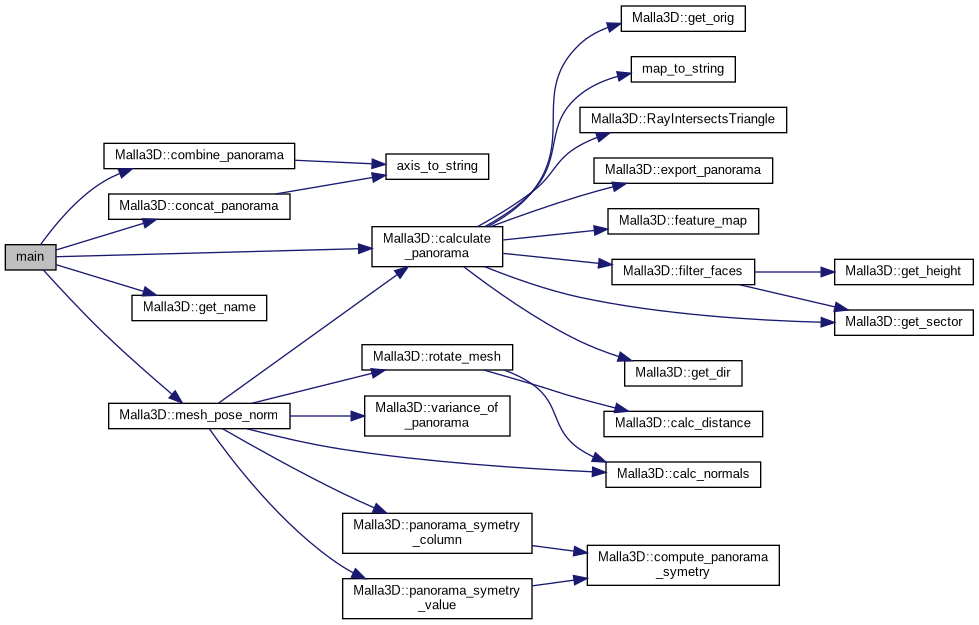 main
Malla3D::combine_panorama
Malla3D::concat_panorama
Malla3D::get_name
Malla3D::mesh_pose_norm
axis_to_string
Malla3D::calculate
_panorama
Malla3D::rotate_mesh
Malla3D::variance_of
_panorama
Malla3D::panorama_symetry
_column
Malla3D::panorama_symetry
_value
Malla3D::get_orig
map_to_string
Malla3D::RayIntersectsTriangle
Malla3D::export_panorama
Malla3D::feature_map
Malla3D::filter_faces
Malla3D::get_dir
Malla3D::calc_distance
Malla3D::calc_normals
Malla3D::compute_panorama
_symetry
Malla3D::get_height
Malla3D::get_sector